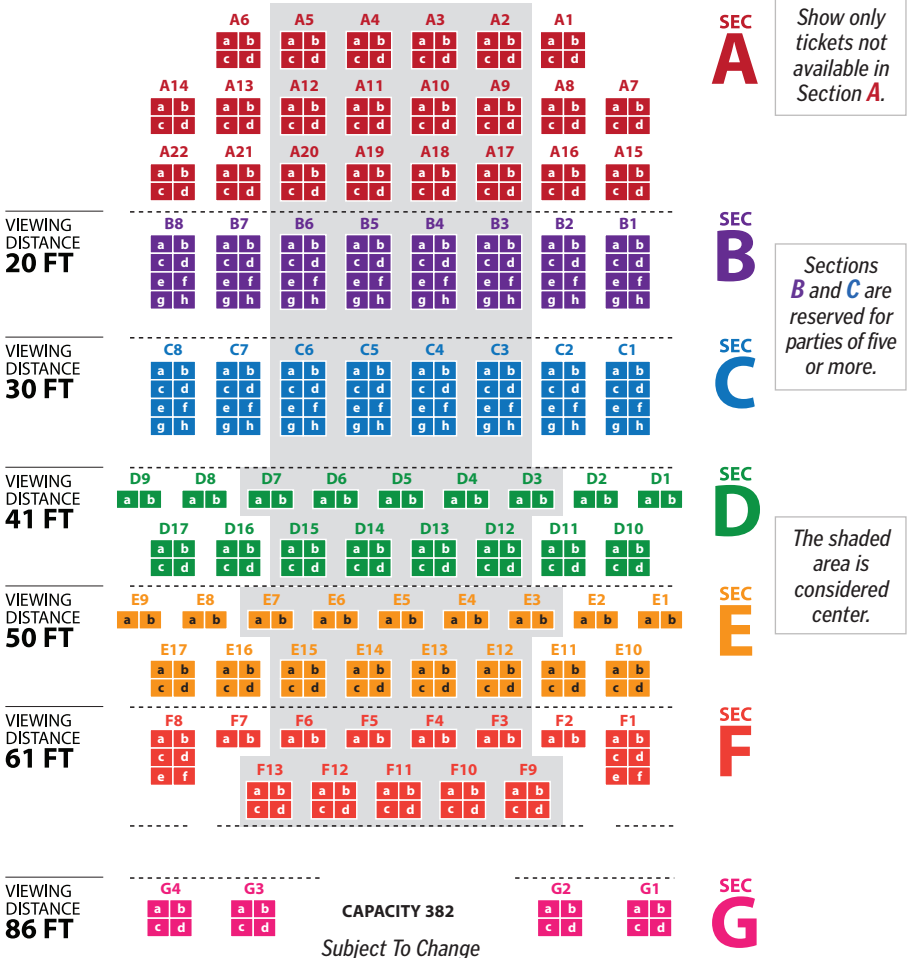 A6 A5 A4 A3 A2 A1
a b a b a b a b a b a b
c d c d c d c d c d c d
SEC
A
Show only
tickets not
available in
Section A.
A14 A13 A12 A11 A10 A9 A8 A7
a b a b a b a b a b a b a b a b
c d c d c d c d c d c d c d c d
A22 A21 A20 A19 A18 A17 A16 A15
a b a b a b a b a b a b a b a b
c d c d c d c d c d c d c d c d
VIEWING
DISTANCE
20 FT
B8 B7 B6 B5 B4 B3 B2 B1
a b a b a b a b a b a b a b a b
c d c d c d c d c d c d c d c d
e f e f e f e f e f e f e f e f
g h g h g h g h g h g h g h g h
SEC
B
Sections
B and C are
reserved for
parties of five
or more.
VIEWING
DISTANCE
30 FT
C8 C7 C6 C5 C4 C3 C2 C1
a b a b a b a b a b a b a b a b
c d c d c d c d c d c d c d c d
e f e f e f e f e f e f e f e f
g h g h g h g h g h g h g h g h
SEC
C
VIEWING
DISTANCE
41 FT
D9 D8 D7 D6 D5 D4 D3 D2 D1
a b a b a b a b a b a b a b a b a b
D17 D16 D15 D14 D13 D12 D11 D10
a b a b a b a b a b a b a b a b
c d c d c d c d c d c d c d c d
SEC
D
The shaded
area is
considered
center.
VIEWING
DISTANCE
50 FT
E9 E8 E7 E6 E5 E4 E3 E2 E1
a b a b a b a b a b a b a b a b a b
E17 E16 E15 E14 E13 E12 E11 E10
a b a b a b a b a b a b a b a b
c d c d c d c d c d c d c d c d
SEC
E
VIEWING
DISTANCE
61 FT
F8 F7 F6 F5 F4 F3 F2 F1
a b a b a b a b a b a b a b a b
c d c d
e f e f
F13 F12 F11 F10 F9
a b a b a b a b a b
c d c d c d c d c d
SEC
F
VIEWING
DISTANCE
86 FT
G4 G3 G2 G1
a b a b a b a b
c d c d c d c d
CAPACITY 382
Subject To Change
SEC
G